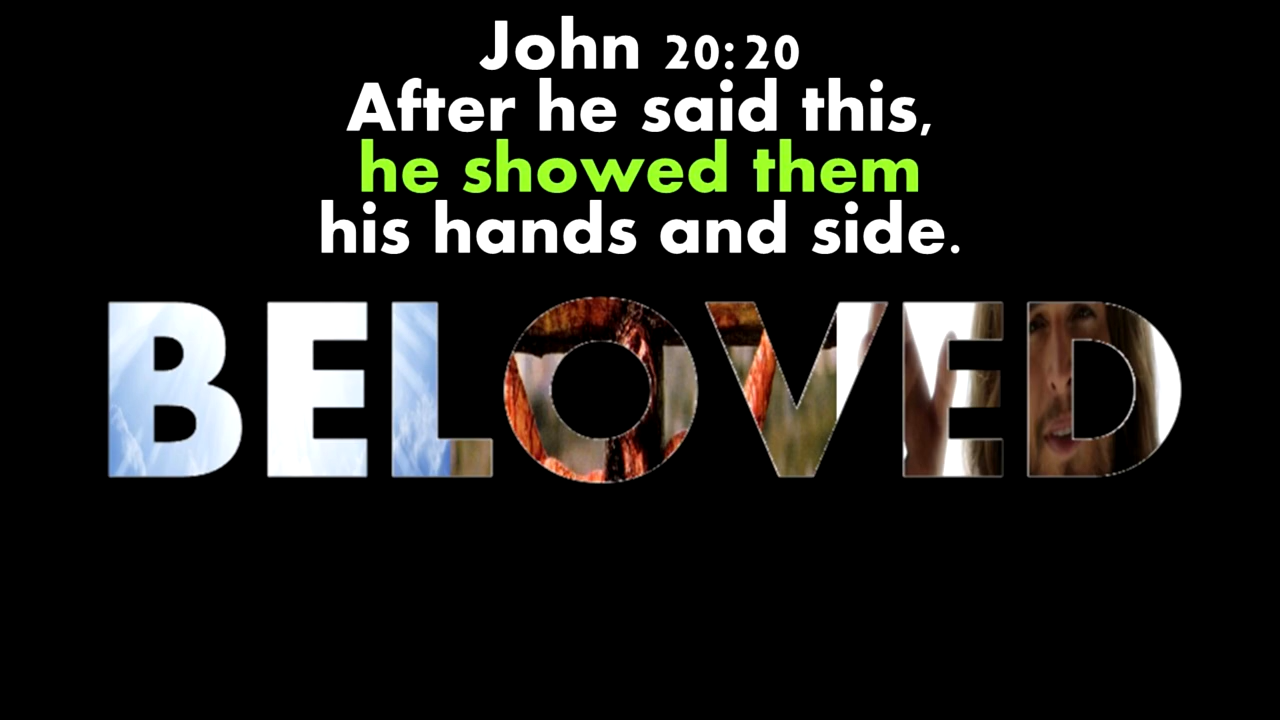 John 20:20
After he said this,
he showed them
his hands and side.
BELOVED